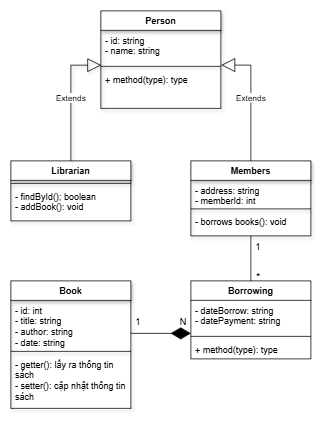 Person
- id: string
- name: string
+ method(type): type
Extends
Extends
Librarian
- findById(); boolean
- addBook(): void
Members
- address: string
- memberId: int
- borrows books(): void
1
*
Book
- id: int
- title: string
- author: string
- date: string
- getter(): lấy ra thông tin
sách
- setter(): cập nhật thông tin
sách
1
N
Borrowing
- dateBorrow: string
- datePayment: string
+ method(type): type